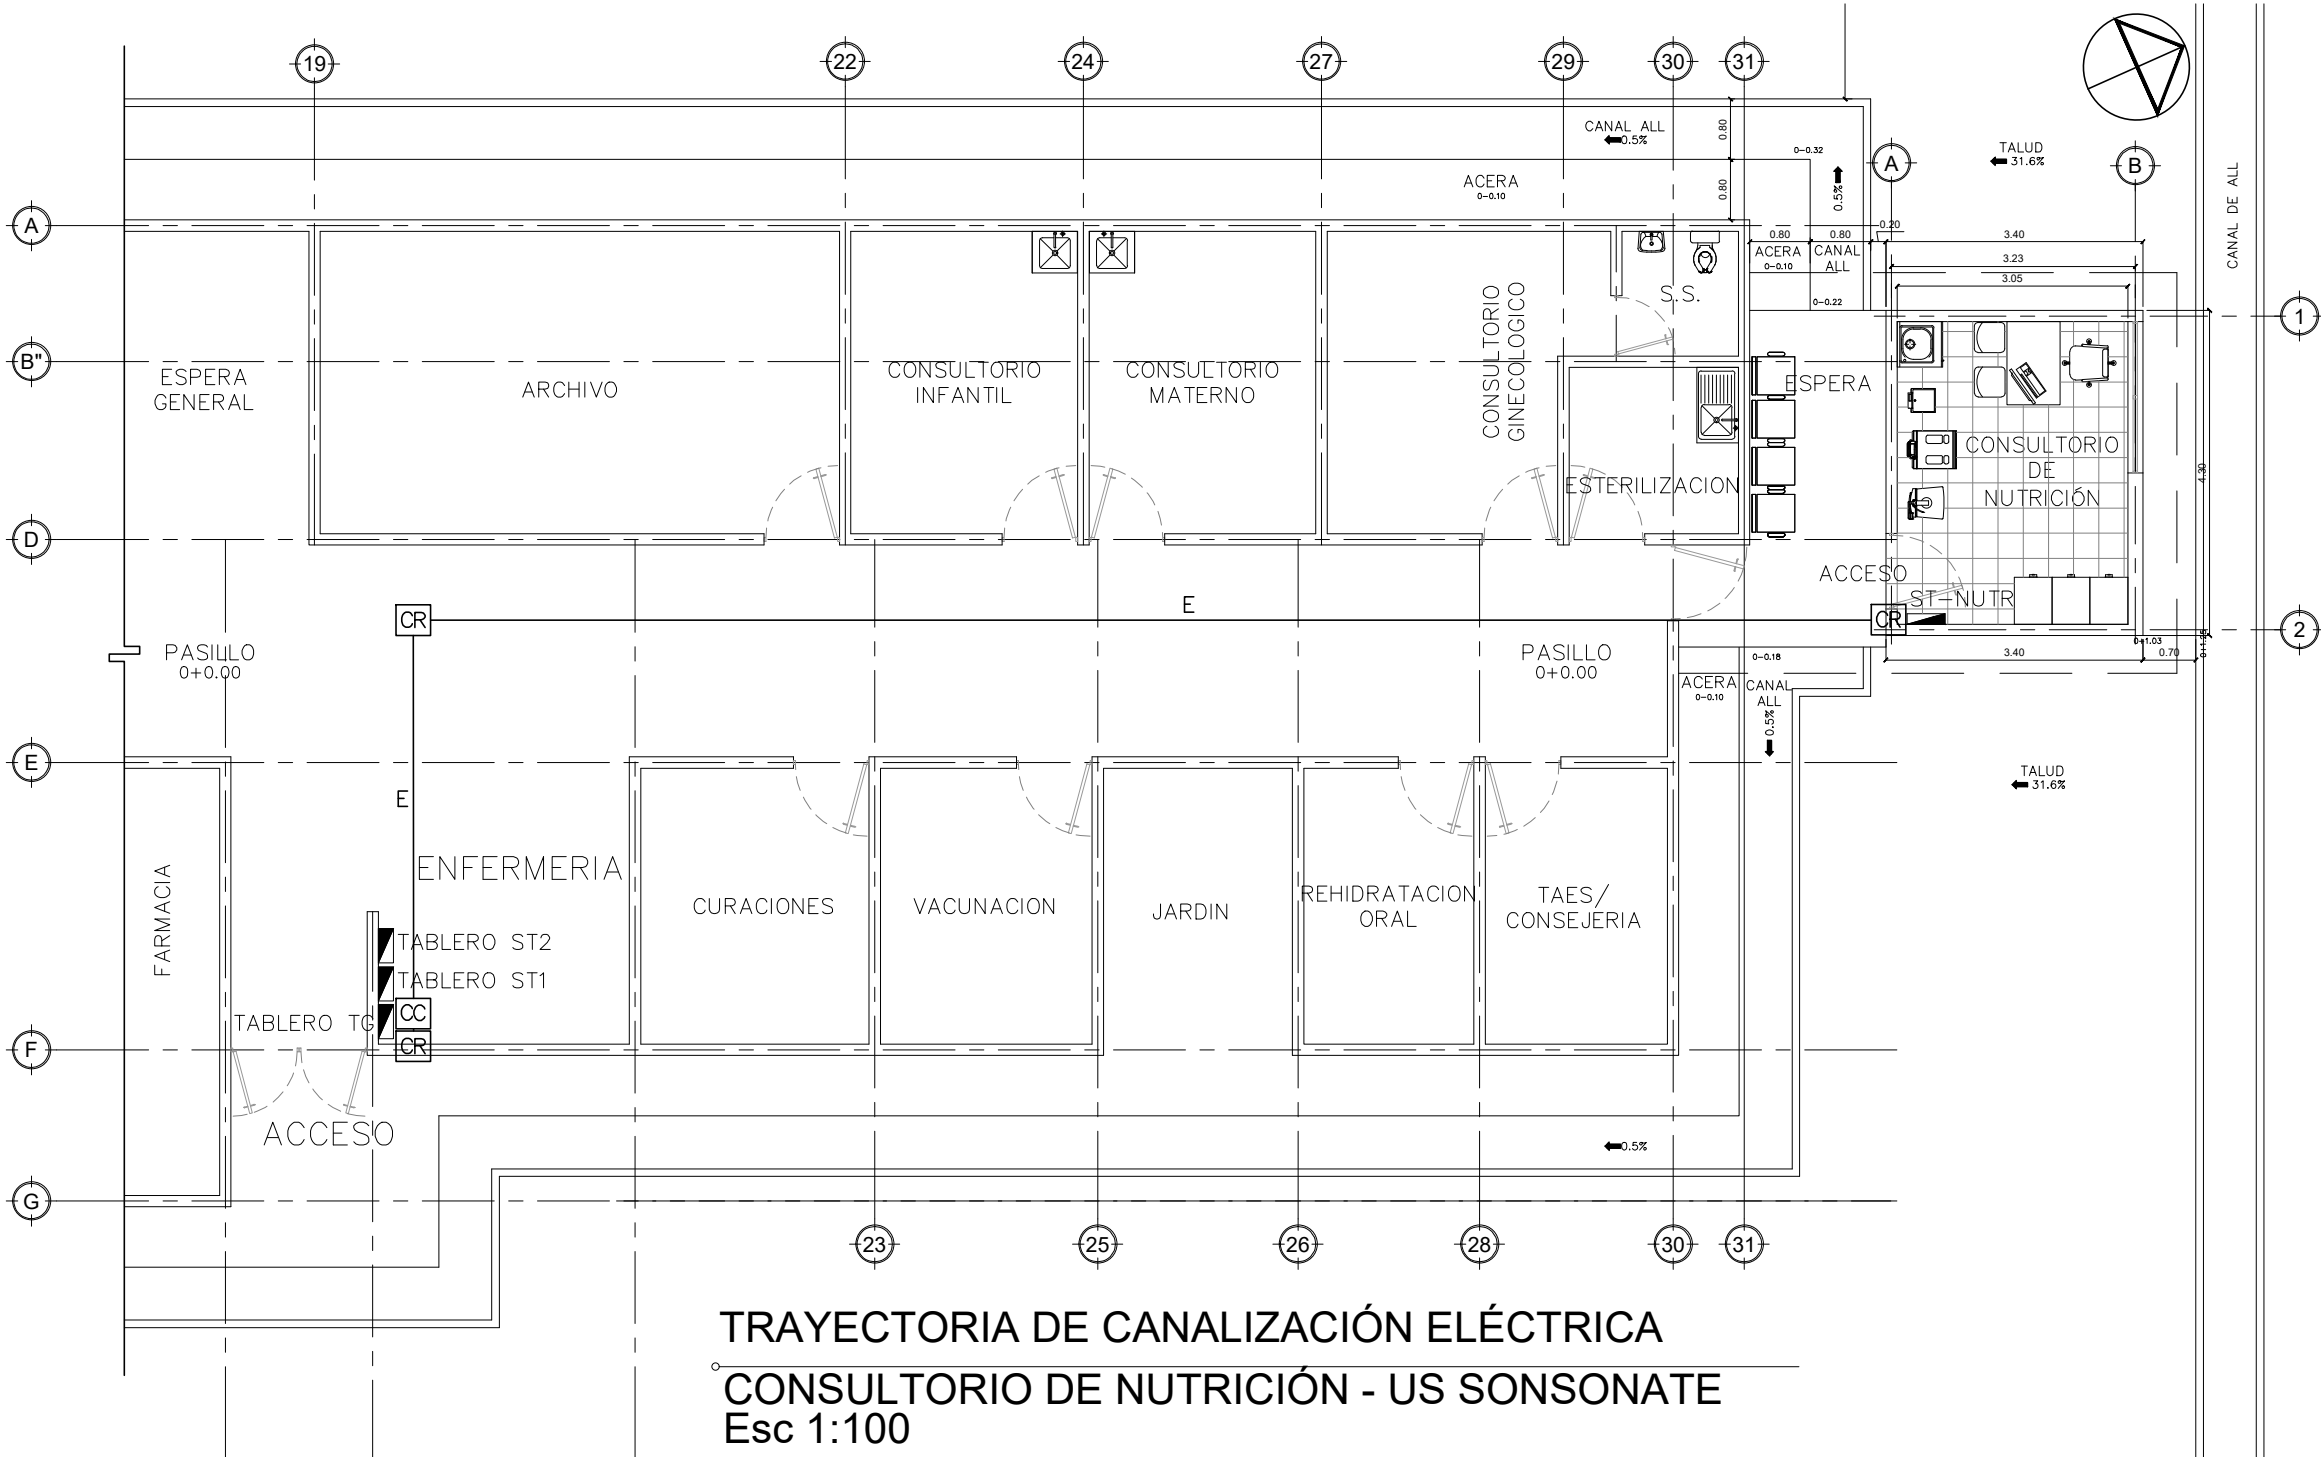 19
22
24
27
29
30
31
CANAL ALL
0.5%
0.80
0-0.32
TALUD
31.6%
A
B
ACERA
0-0.10
0.80
0.5%
CANAL DE ALL
A
0.20
0.80
0.80
3.40
ACERA
0-0.10
CANAL
ALL
3.23
3.05
S.S.
0-0.22
1
B"
ESPERA
GENERAL
ARCHIVO
CONSULTORIO
INFANTIL
CONSULTORIO
MATERNO
CONSULTORIO
GINECOLOGICO
ESPERA
CONSULTORIO
DE
NUTRICIÓN
4.30
ESTERILIZACION
D
ACCESO
ST-NUTR
CR
E
CR
2
PASILLO
0+0.00
PASILLO
0+0.00
0-0.18
3.40
0+1.03
0.70
ACERA
0-0.10
CANAL
ALL
0.5%
E
E
TALUD
31.6%
FARMACIA
ENFERMERIA
CURACIONES
VACUNACION
JARDIN
REHIDRATACION
ORAL
TAES/
CONSEJERIA
TABLERO ST2
TABLERO ST1
TABLERO TG
CC
CR
F
ACCESO
0.5%
G
23
25
26
28
30
31
TRAYECTORIA DE CANALIZACIÓN ELÉCTRICA
CONSULTORIO DE NUTRICIÓN - US SONSONATE
Esc 1:100